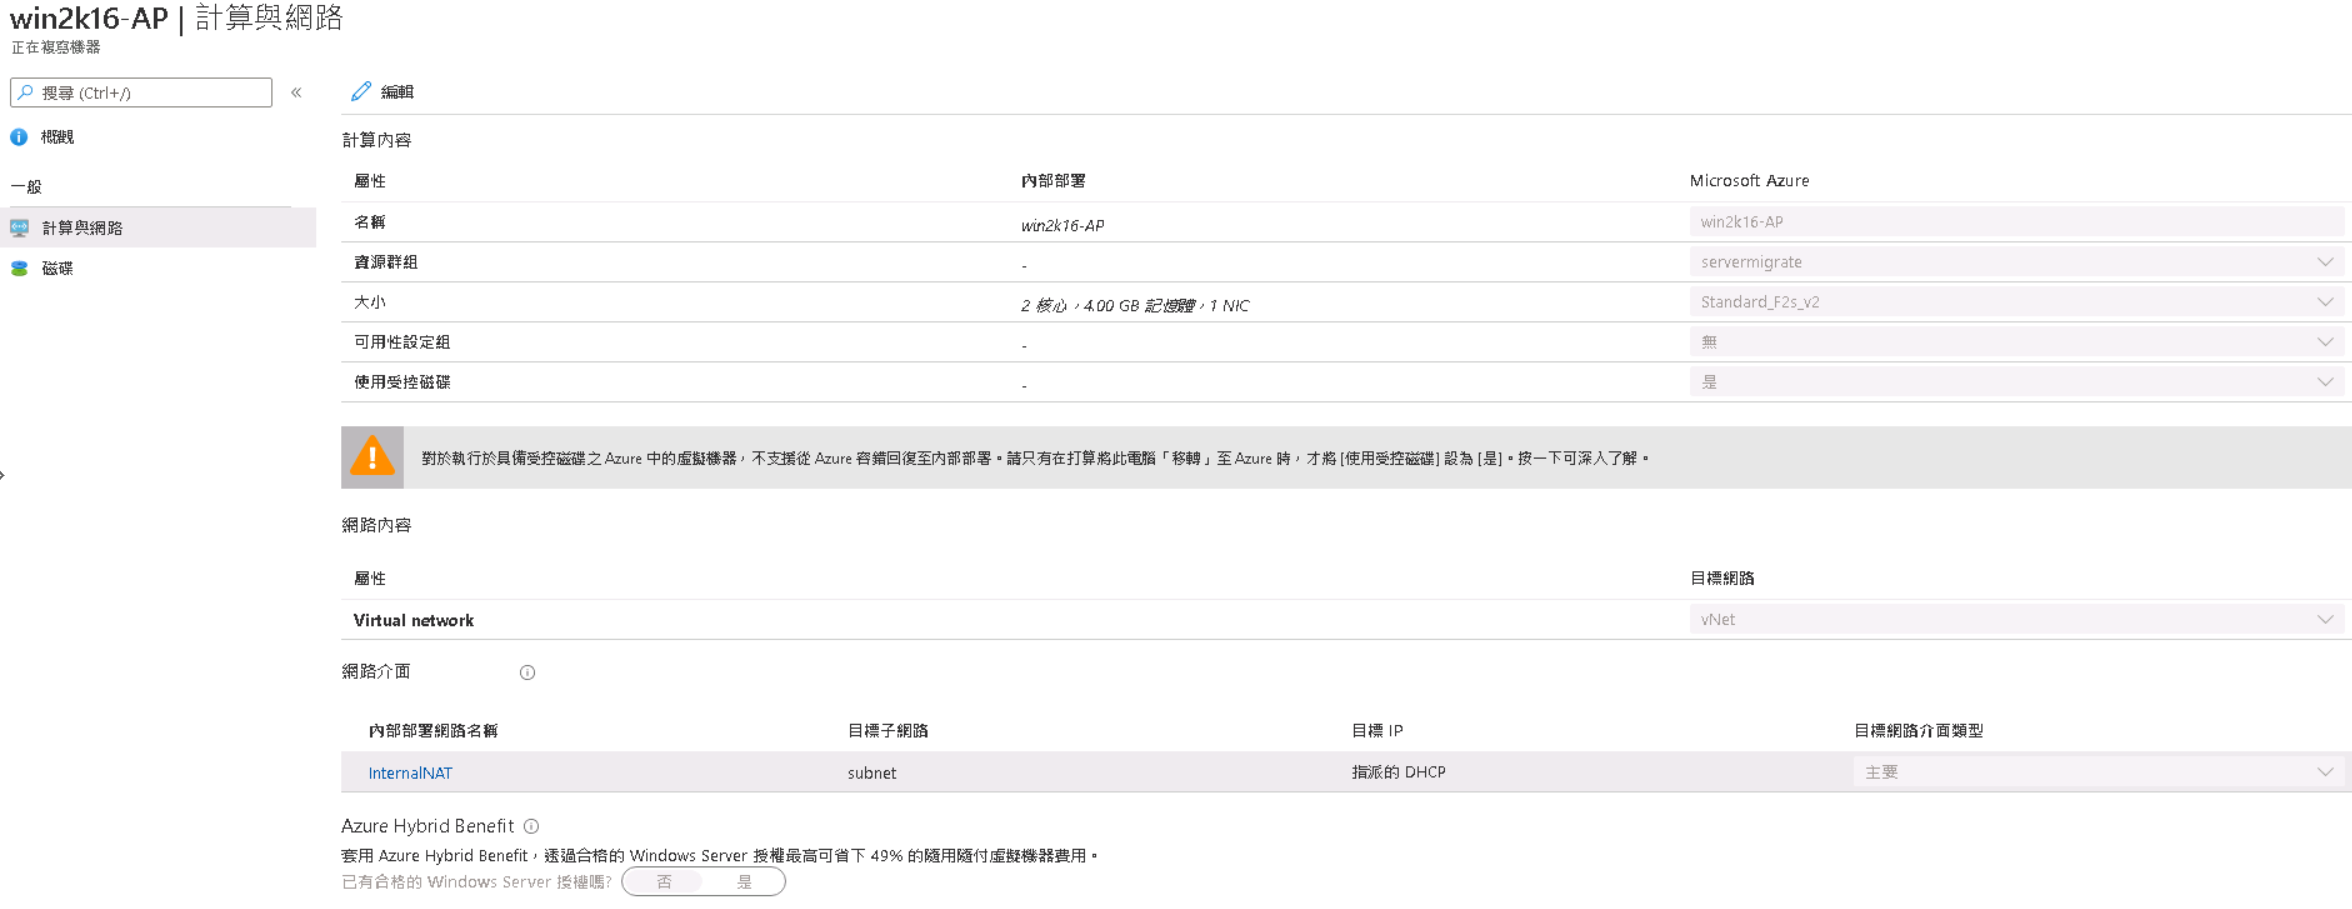 win2k16-AP | 計算與網路
正在複寫機器
搜尋 (Ctrl+/)
«
編輯
概觀
一般
計算與網路
磁碟
計算內容
屬性 內部部署 Microsoft Azure
名稱 win2k16-AP win2k16-AP
資源群組 - servermigrate
大小 2 核心，4.00 GB 記憶體，1 NIC Standard_F2s_v2
可用性設定組 - 無
使用受控磁碟 - 是
對於執行於具備受控磁碟之 Azure 中的虛擬機器，不支援從 Azure 容錯回復至內部部署。請只有在打算將此電腦「移轉」至 Azure 時，才將 [使用受控磁碟] 設為 [是]。按一下可深入了解。
網路內容
屬性 目標網路
Virtual network vNet
網路介面
內部部署網路名稱 目標子網路 目標 IP 目標網路介面類型
InternalNAT subnet 指派的 DHCP 主要
Azure Hybrid Benefit
套用 Azure Hybrid Benefit，透過合格的 Windows Server 授權最高可省下 49% 的隨用隨付虛擬機器費用。
已有合格的 Windows Server 授權嗎? 否 是